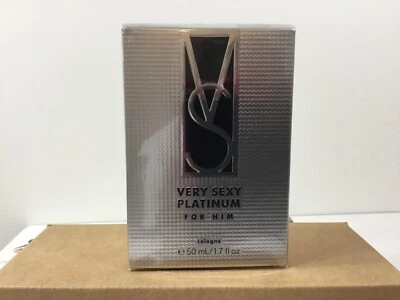 VS
VERY SEXY
PLATINUM
FOR HIM
cologne
℮ 50 mL/1.7 fl oz